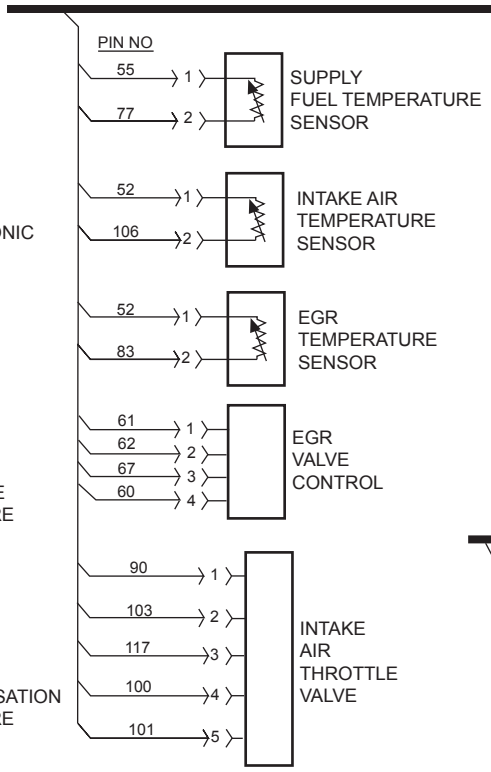 PIN NO
55 1
77 2
SUPPLY
FUEL TEMPERATURE
SENSOR
52 1
106 2
INTAKE AIR
TEMPERATURE
SENSOR
ONIC
52 1
83 2
EGR
TEMPERATURE
SENSOR
61 1
62 2
67 3
60 4
EGR
VALVE
CONTROL
E
RE
90 1
103 2
117 3
100 4
101 5
INTAKE
AIR
THROTTLE
VALVE
SATION
RE